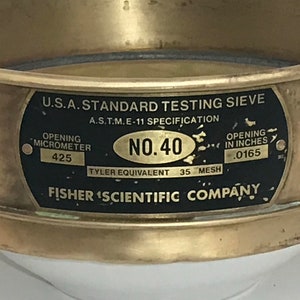 U.S.A. STANDARD TESTING SIEVE
A.S.T.M. E-11 SPECIFICATION
OPENING
MICROMETER
425
NO. 40
OPENING
IN INCHES
.0165
TYLER EQUIVALENT 35 MESH
FISHER SCIENTIFIC COMPANY